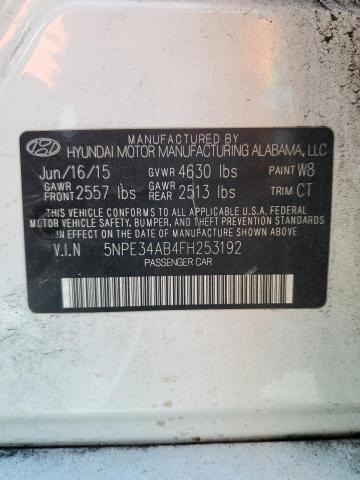 MANUFACTURED BY
HYUNDAI MOTOR MANUFACTURING ALABAMA, LLC
Jun/16/15 GVWR 4630 lbs PAINT W8
GAWR FRONT 2557 lbs GAWR REAR 2513 lbs TRIM CT
THIS VEHICLE CONFORMS TO ALL APPLICABLE U.S.A. FEDERAL
MOTOR VEHICLE SAFETY, BUMPER, AND THEFT PREVENTION
STANDARDS IN EFFECT ON THE DATE OF MANUFACTURE SHOWN ABOVE.
V.I.N 5NPE34AB4FH253192
PASSENGER CAR